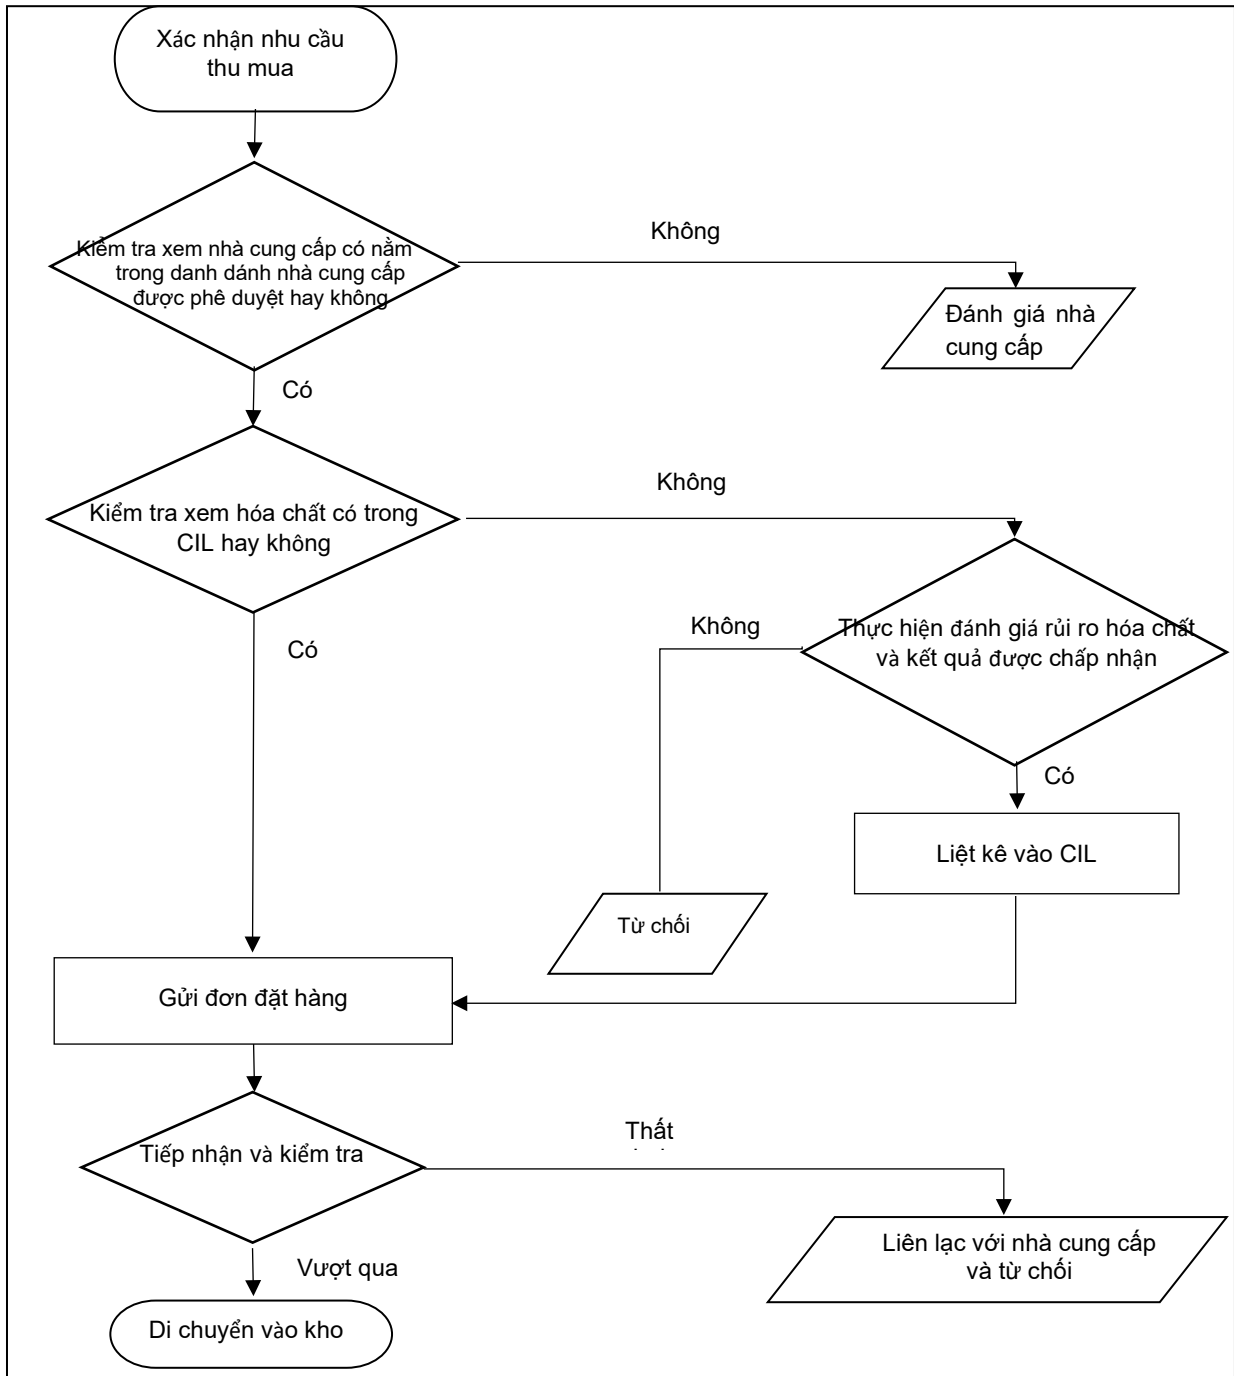 Xác nhận nhu cầu
thu mua
Không
Kiểm tra xem nhà cung cấp có nằm
trong danh dánh nhà cung cấp
được phê duyệt hay không
Đánh giá nhà
cung cấp
Có
Không
Kiểm tra xem hóa chất có trong
CIL hay không
Không
Thực hiện đánh giá rủi ro hóa chất
và kết quả được chấp nhận
Có
Có
Liệt kê vào CIL
Từ chối
Gửi đơn đặt hàng
Thất
Tiếp nhận và kiểm tra
Liên lạc với nhà cung cấp
và từ chối
Vượt qua
Di chuyển vào kho